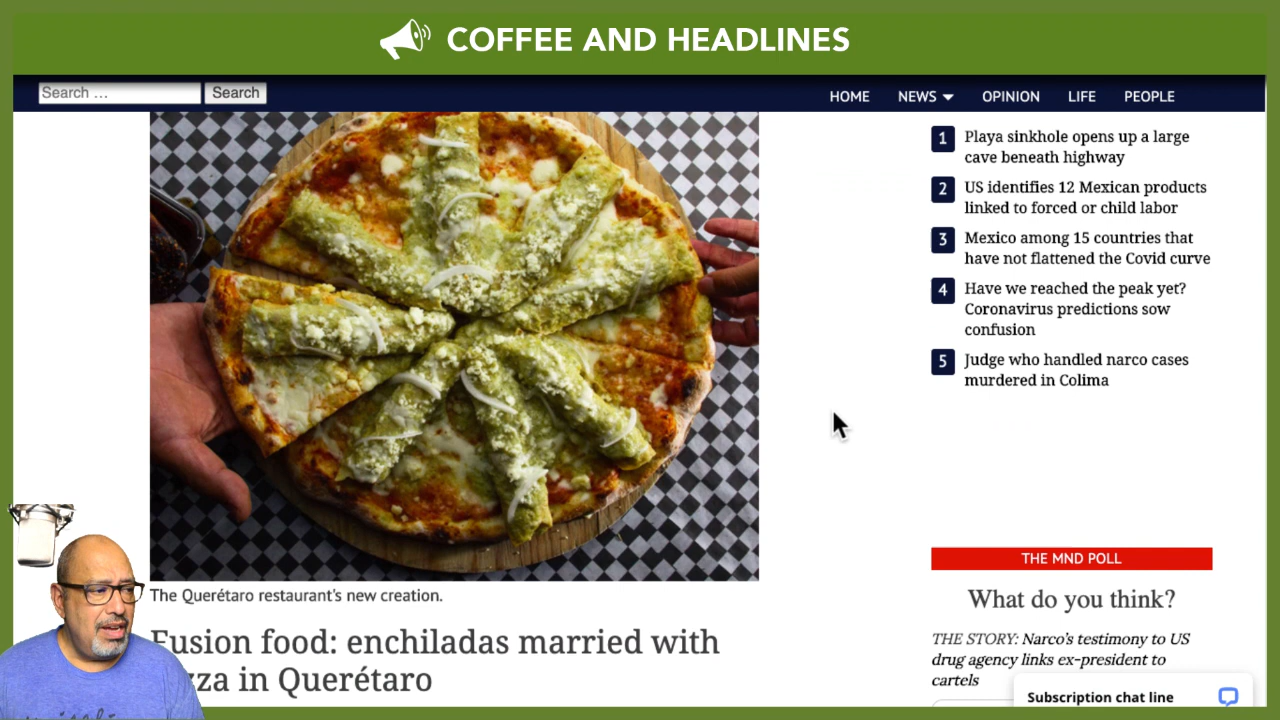 COFFEE AND HEADLINES
Search ...
Search
HOME
NEWS
OPINION
LIFE
PEOPLE
1 Playa sinkhole opens up a large
cave beneath highway
2 US identifies 12 Mexican products
linked to forced or child labor
3 Mexico among 15 countries that
have not flattened the Covid curve
4 Have we reached the peak yet?
Coronavirus predictions sow
confusion
5 Judge who handled narco cases
murdered in Colima
The Querétaro restaurant's new creation.
Fusion food: enchiladas married with
zza in Querétaro
THE MND POLL
What do you think?
THE STORY: Narco's testimony to US
drug agency links ex-president to
cartels
Subscription chat line